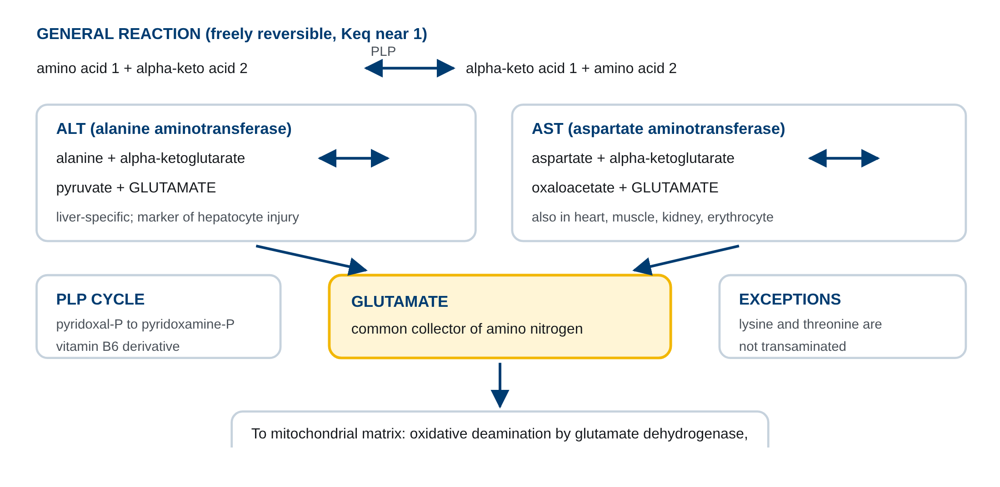 GENERAL REACTION (freely reversible, Keq near 1)
PLP
amino acid 1 + alpha-keto acid 2
alpha-keto acid 1 + amino acid 2
ALT (alanine aminotransferase)
alanine + alpha-ketoglutarate
pyruvate + GLUTAMATE
liver-specific; marker of hepatocyte injury
AST (aspartate aminotransferase)
aspartate + alpha-ketoglutarate
oxaloacetate + GLUTAMATE
also in heart, muscle, kidney, erythrocyte
PLP CYCLE
pyridoxal-P to pyridoxamine-P
vitamin B6 derivative
GLUTAMATE
common collector of amino nitrogen
EXCEPTIONS
lysine and threonine are
not transaminated
To mitochondrial matrix: oxidative deamination by glutamate dehydrogenase,